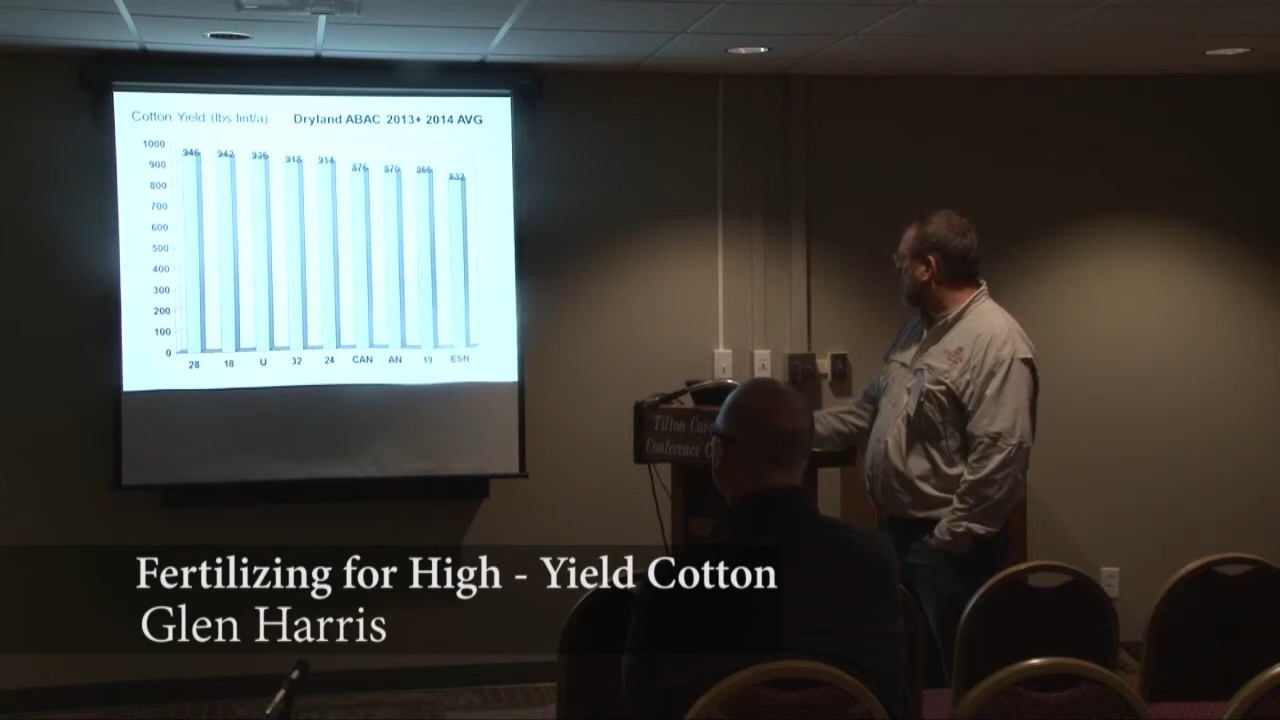 Cotton Yield (lbs lint/a) Dryland ABAC 2013+ 2014 AVG
1000
900
800
700
600
500
400
300
200
100
0
946 942 936 918 914 876 870 866 832
28 18 U 32 24 CAN AN 19 ESN
Tifton
Conference
Fertilizing for High - Yield Cotton
Glen Harris